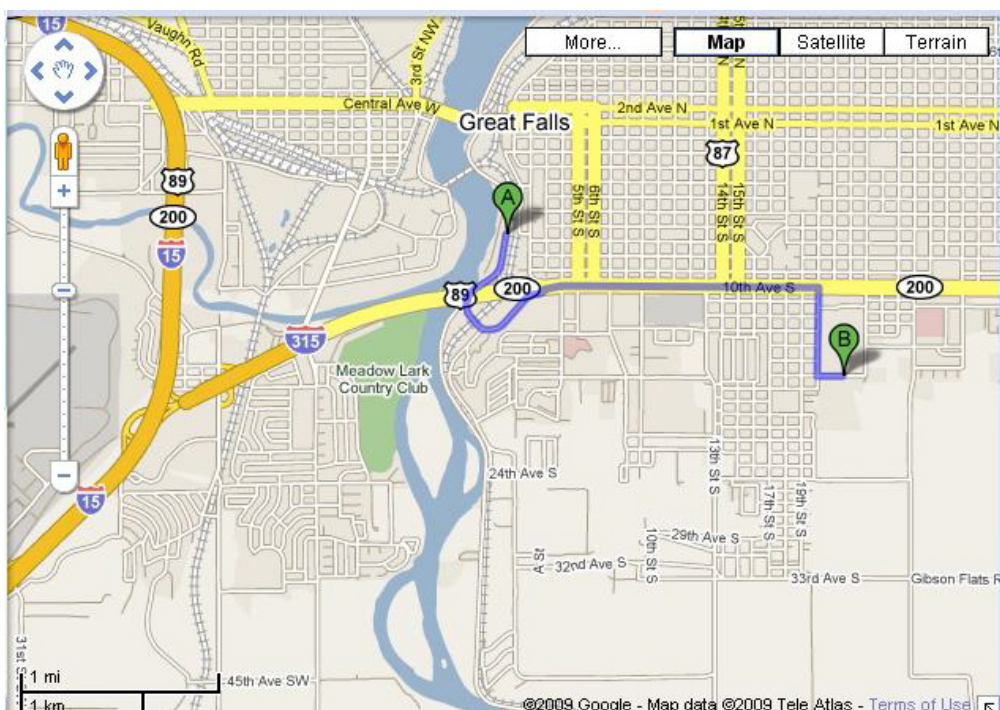 15
Vaughn Rd
3rd St NW
More...
Map
Satellite
Terrain
Central Ave W
Great Falls
2nd Ave N
1st Ave N
1st Ave N
87
89
200
15
5th St S
6th St S
14th St S
15th St S
A
89
200
10th Ave S
200
315
B
Meadow Lark
Country Club
24th Ave S
13th St S
17th St S
19th St S
15
10th St S
29th Ave S
A St
32nd Ave S
33rd Ave S
Gibson Flats R
31st S
1 mi
45th Ave SW
1 km
©2009 Google - Map data ©2009 Tele Atlas - Terms of Use